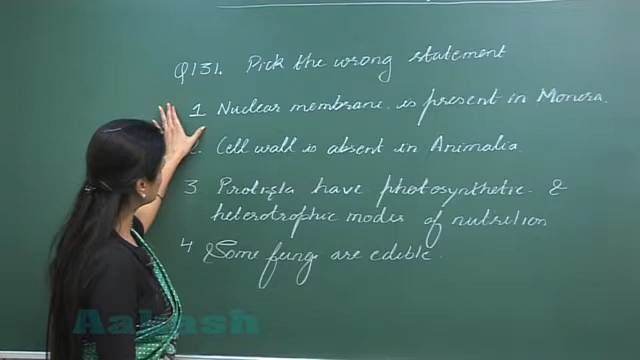 Q131. Pick the wrong statement
1 Nuclear membrane is present in Monera.
2. Cell wall is absent in Animalia.
3 Protista have photosynthetic &
heterotrophic modes of nutrition
4 Some fungi are edible.
Aakash